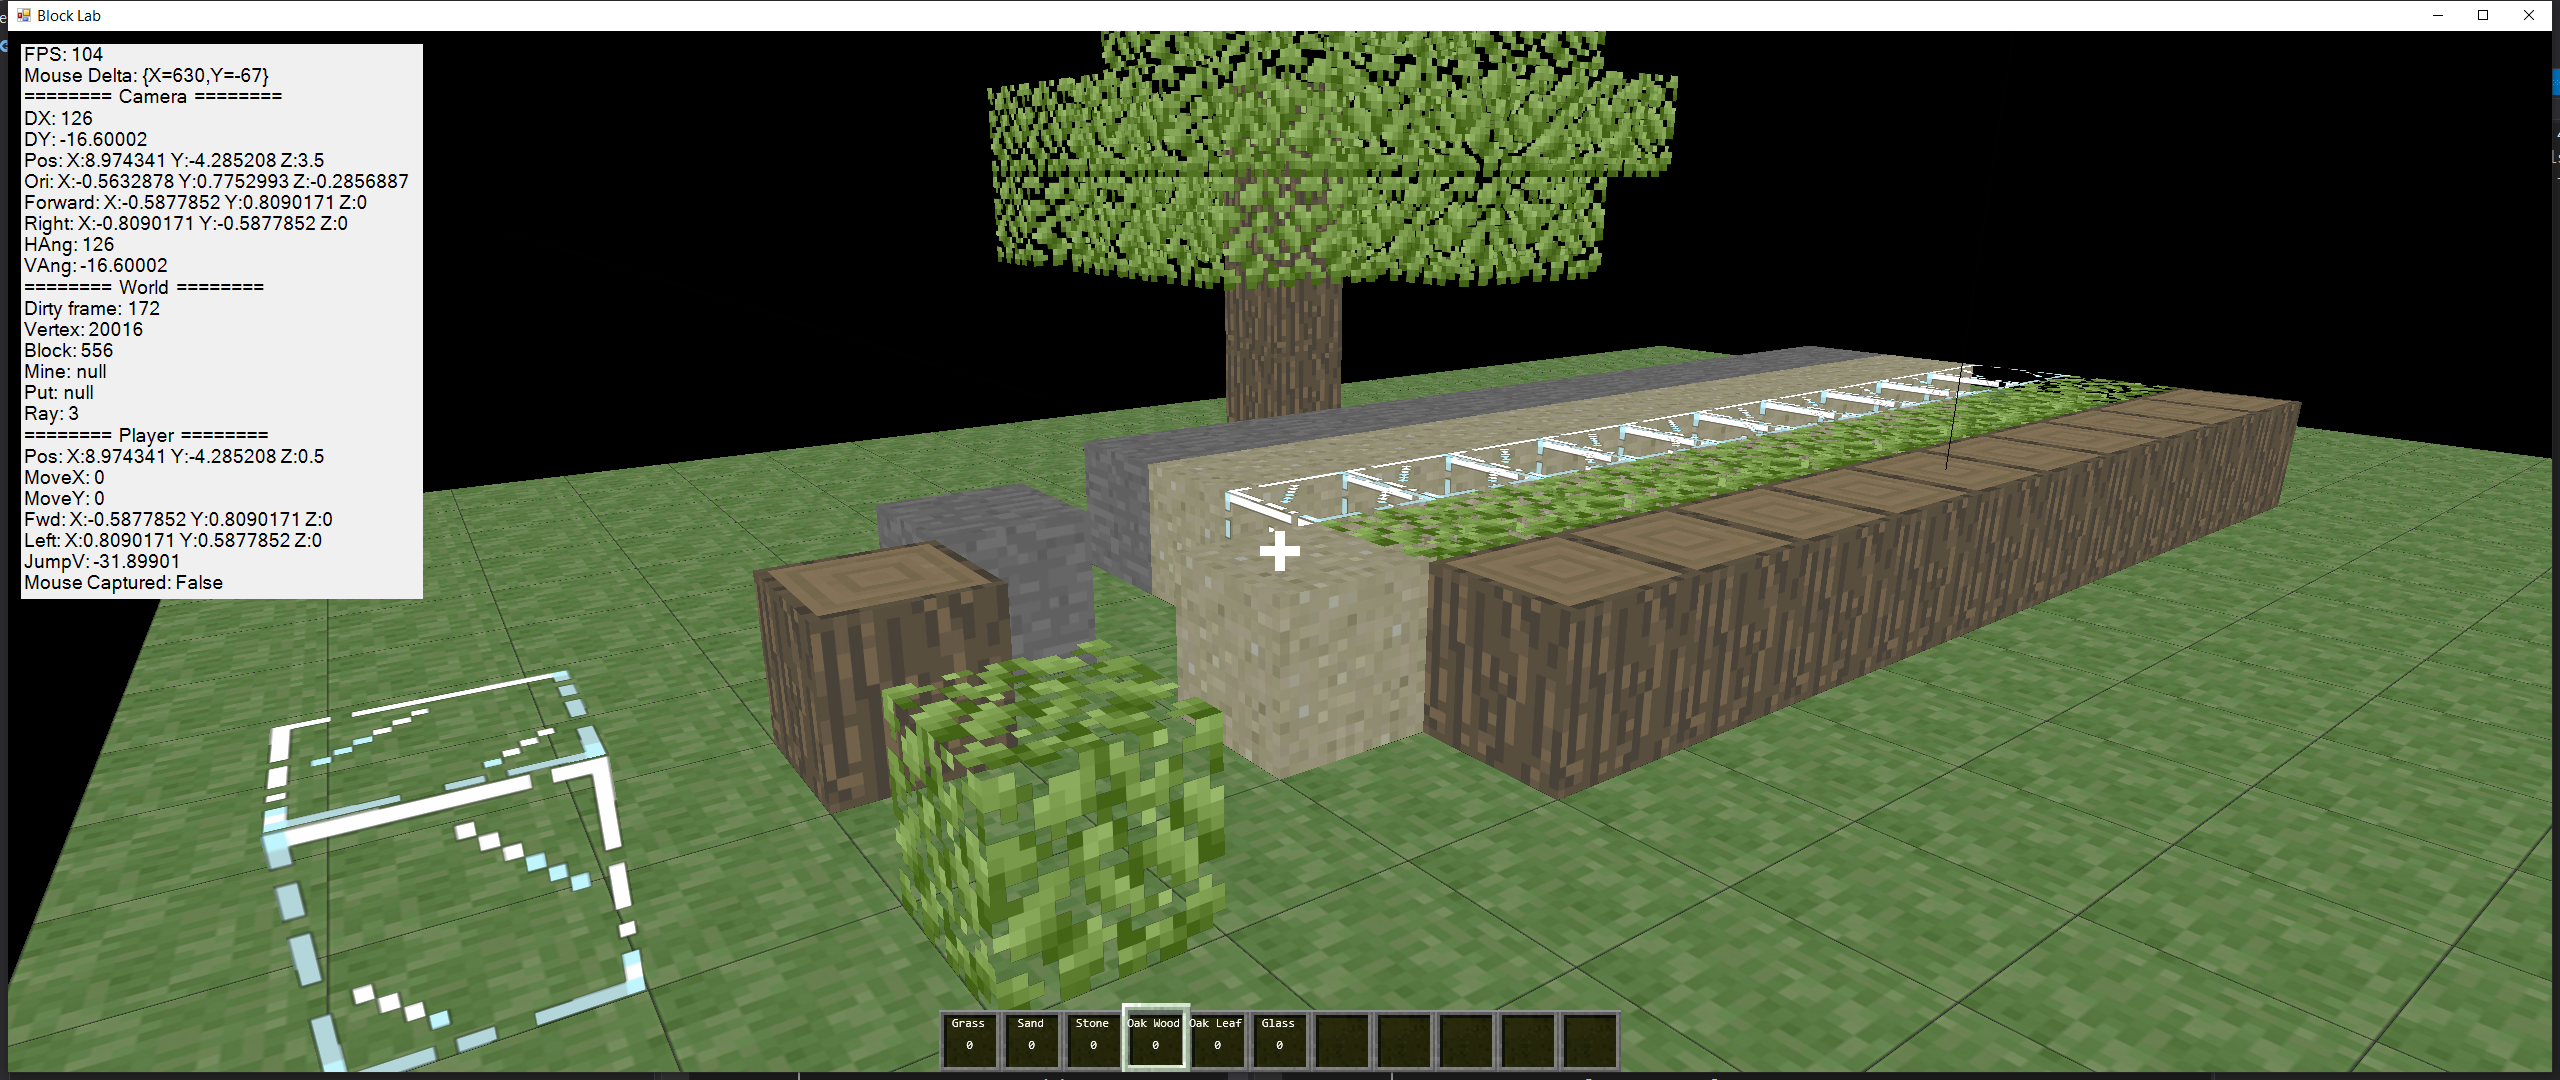 Block Lab
FPS: 104
Mouse Delta: {X=630,Y=-67}
======== Camera ========
DX: 126
DY: -16.60002
Pos: X:8.974341 Y:-4.285208 Z:3.5
Ori: X:-0.5632878 Y:0.7752993 Z:-0.2856887
Forward: X:-0.5877852 Y:0.8090171 Z:0
Right: X:-0.8090171 Y:-0.5877852 Z:0
HAng: 126
VAng: -16.60002
======== World ========
Dirty frame: 172
Vertex: 20016
Block: 556
Mine: null
Put: null
Ray: 3
======== Player ========
Pos: X:8.974341 Y:-4.285208 Z:0.5
MoveX: 0
MoveY: 0
Fwd: X:-0.5877852 Y:0.8090171 Z:0
Left: X:0.8090171 Y:0.5877852 Z:0
JumpV: -31.89901
Mouse Captured: False
Grass Sand Stone Oak Wood Oak Leaf Glass
0 0 0 0 0 0